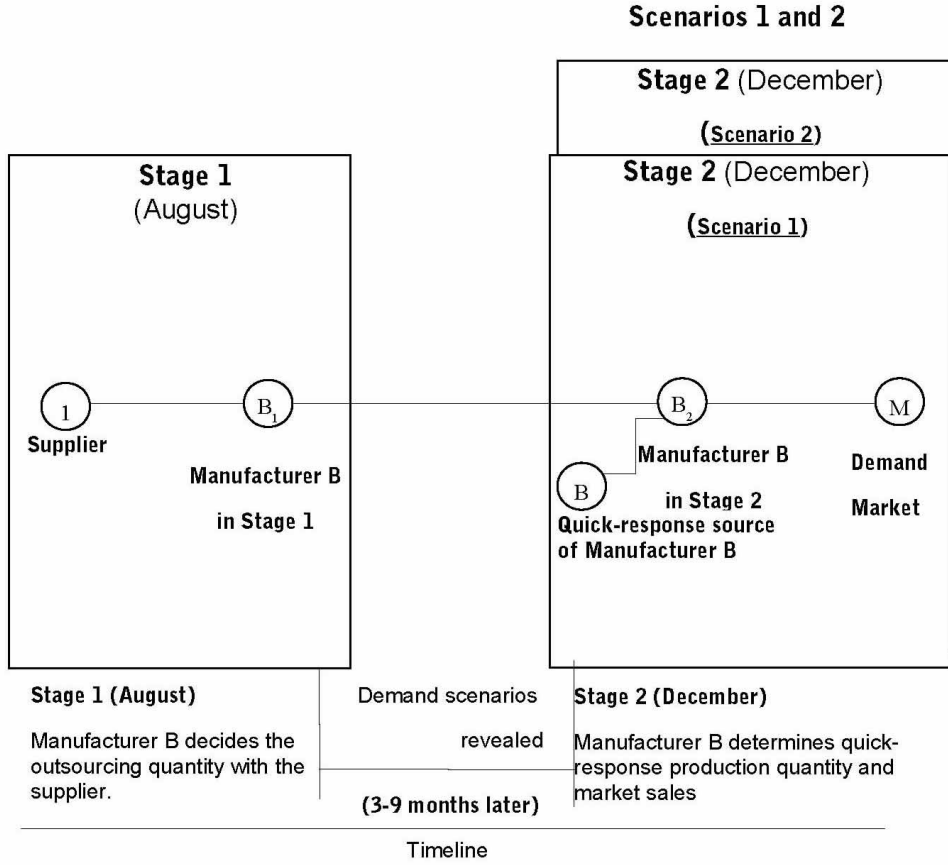 Scenarios 1 and 2
Stage 2 (December)
(Scenario 2)
Stage 1
(August)
Stage 2 (December)
(Scenario 1)
1
Supplier
B1
Manufacturer B
in Stage 1
B2
Manufacturer B
in Stage 2
M
Demand
Market
B
Quick-response source
of Manufacturer B
Stage 1 (August)
Manufacturer B decides the
outsourcing quantity with the
supplier.
Demand scenarios
revealed
(3-9 months later)
Stage 2 (December)
Manufacturer B determines quick-
response production quantity and
market sales
Timeline